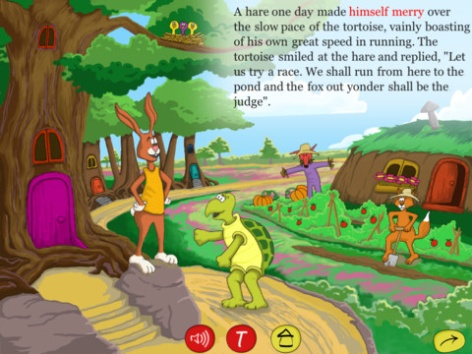 A hare one day made himself merry over
the slow pace of the tortoise, vainly boasting
of his own great speed in running. The
tortoise smiled at the hare and replied, "Let
us try a race. We shall run from here to the
pond and the fox out yonder shall be the
judge".
T